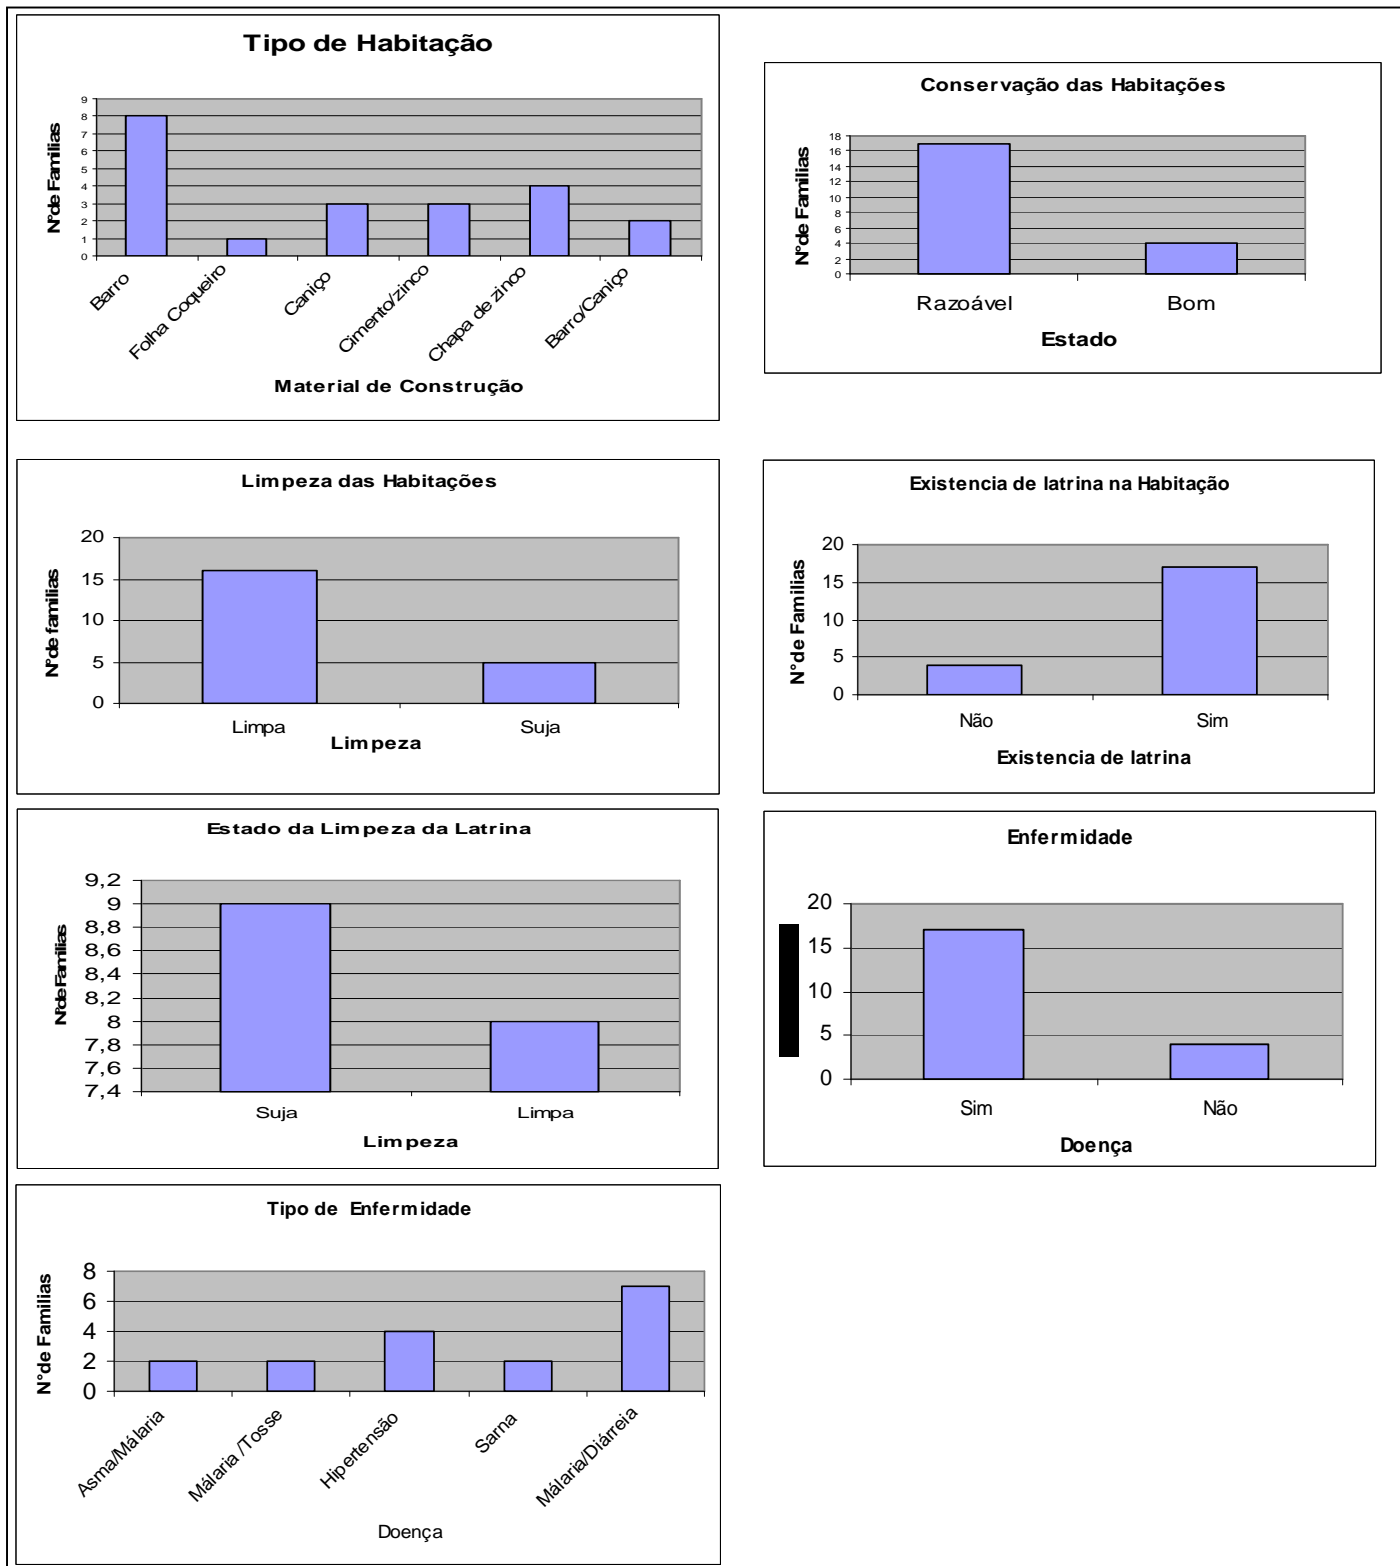 Tipo de Habitação
N°de Familias
9
8
7
6
5
4
3
2
1
0
Barro
Folha Coqueiro
Caniço
Cimento/zinco
Chapa de zinco
Barro/Caniço
Material de Construção
Conservação das Habitações
N°de Familias
18
16
14
12
10
8
6
4
2
0
Razoável
Bom
Estado
Limpeza das Habitações
N°de familias
20
15
10
5
0
Limpa
Suja
Limpeza
Existencia de latrina na Habitação
N°de Familias
20
15
10
5
0
Não
Sim
Existencia de latrina
Estado da Limpeza da Latrina
N°de Familias
9,2
9
8,8
8,6
8,4
8,2
8
7,8
7,6
7,4
Suja
Limpa
Limpeza
Enfermidade
20
15
10
5
0
Sim
Não
Doença
Tipo de Enfermidade
N°de Familias
8
6
4
2
0
Asma/Málaria
Málaria /Tosse
Hipertensão
Sarna
Málaria/Diárreia
Doença